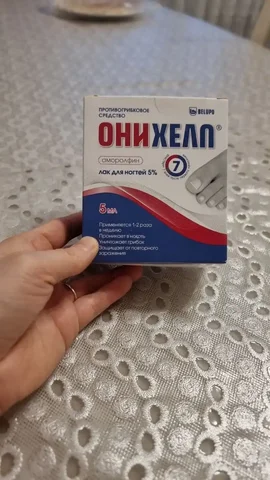 ПРОТИВОГРИБКОВОЕ
СРЕДСТВО
BELUPO
ОНИХЕЛП®
аморолфин
7
лак для ногтей 5%
5 МЛ
Применяется 1-2 раза
в неделю
Проникает в ноготь
Уничтожает грибок
Защищает от повторного
заражения